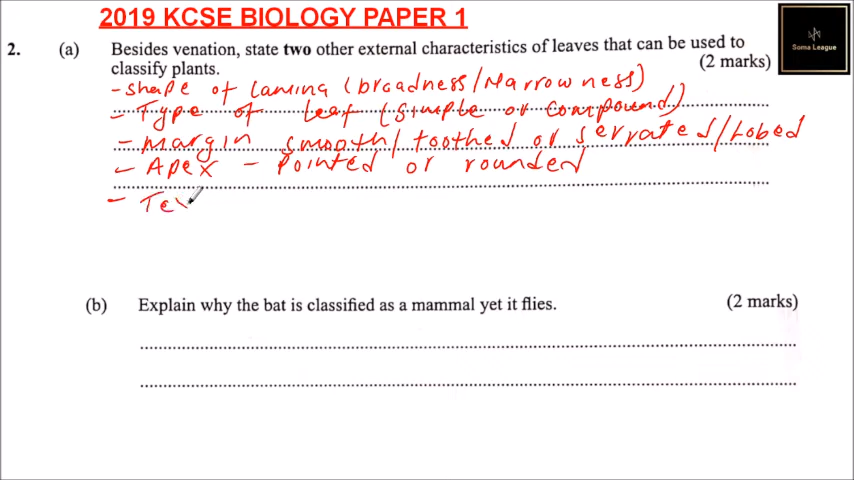 2019 KCSE BIOLOGY PAPER 1
2. (a) Besides venation, state two other external characteristics of leaves that can be used to
classify plants. (2 marks)
- shape of Lamina (broadness/Narrowness)
- Type of leaf (simple or compound)
- Margin smooth/toothed or serrated/Lobed
- Apex - pointed or rounded
- Te
(b) Explain why the bat is classified as a mammal yet it flies. (2 marks)
Soma League